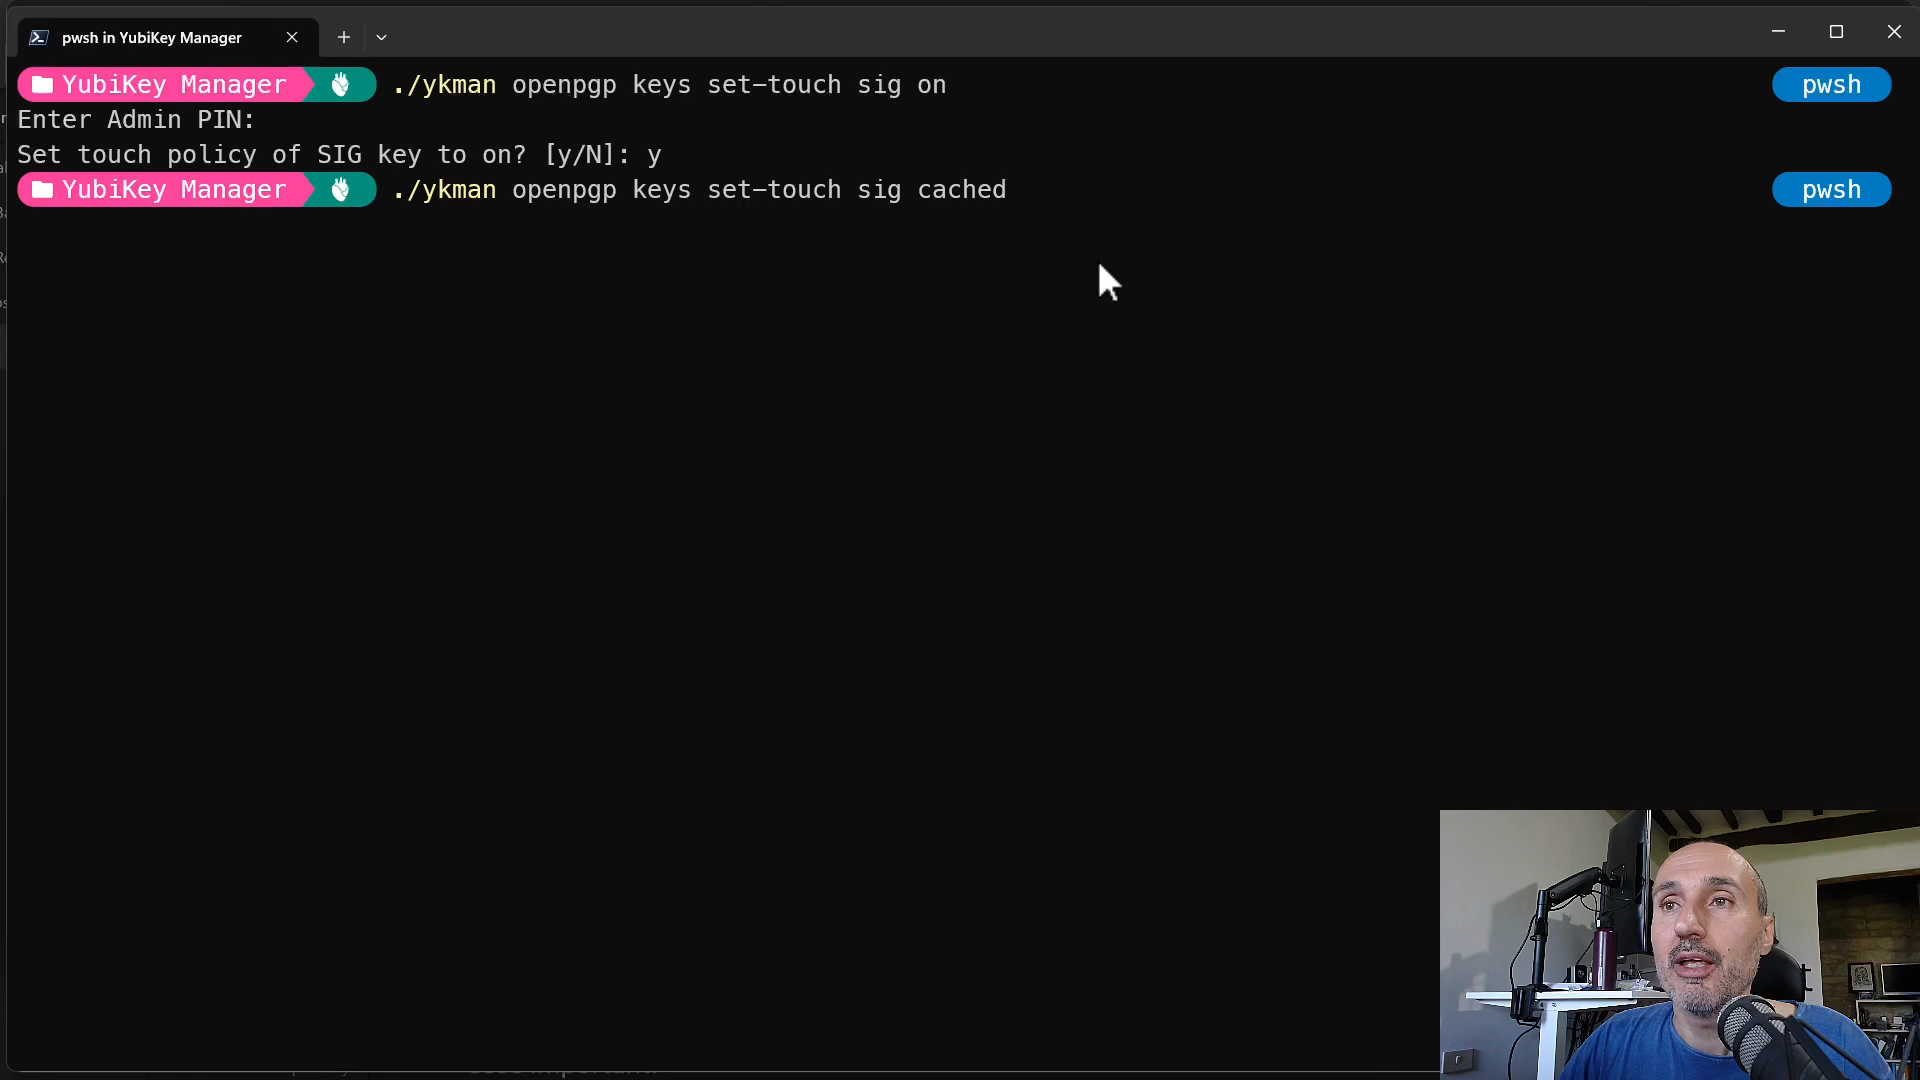 pwsh in YubiKey Manager
YubiKey Manager ./ykman openpgp keys set-touch sig on pwsh
Enter Admin PIN:
Set touch policy of SIG key to on? [y/N]: y
YubiKey Manager ./ykman openpgp keys set-touch sig cached pwsh